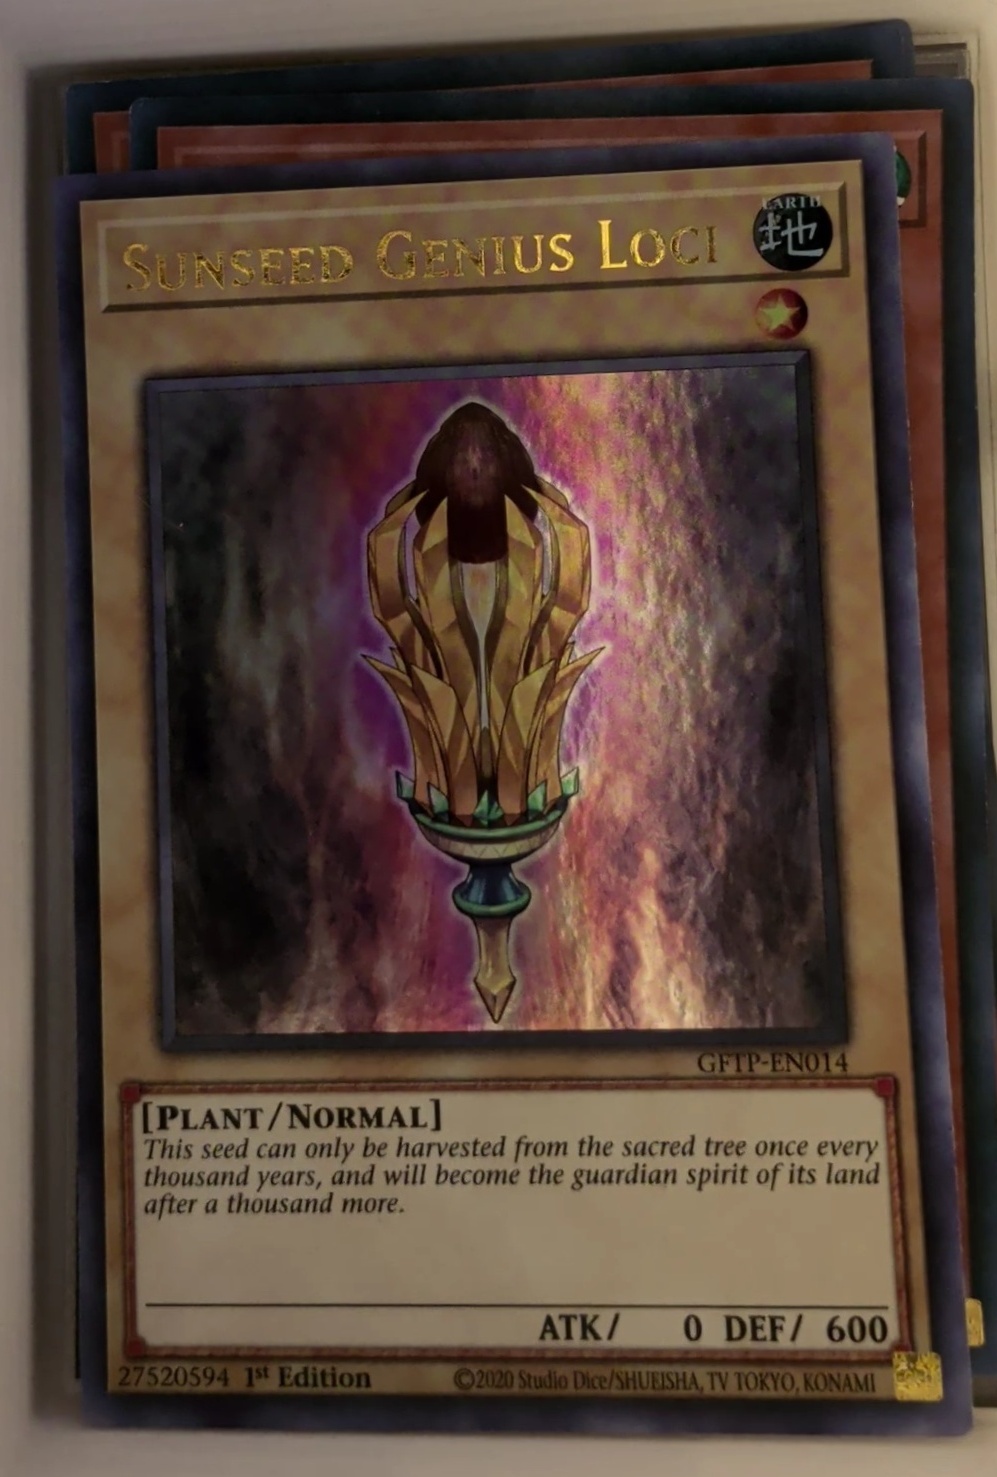 SUNSEED GENIUS LOCI
EARTH
地
GFTP-EN014
[PLANT/NORMAL]
This seed can only be harvested from the sacred tree once every
thousand years, and will become the guardian spirit of its land
after a thousand more.
ATK/ 0 DEF/ 600
27520594 1st Edition ©2020 Studio Dice/SHUEISHA, TV TOKYO, KONAMI